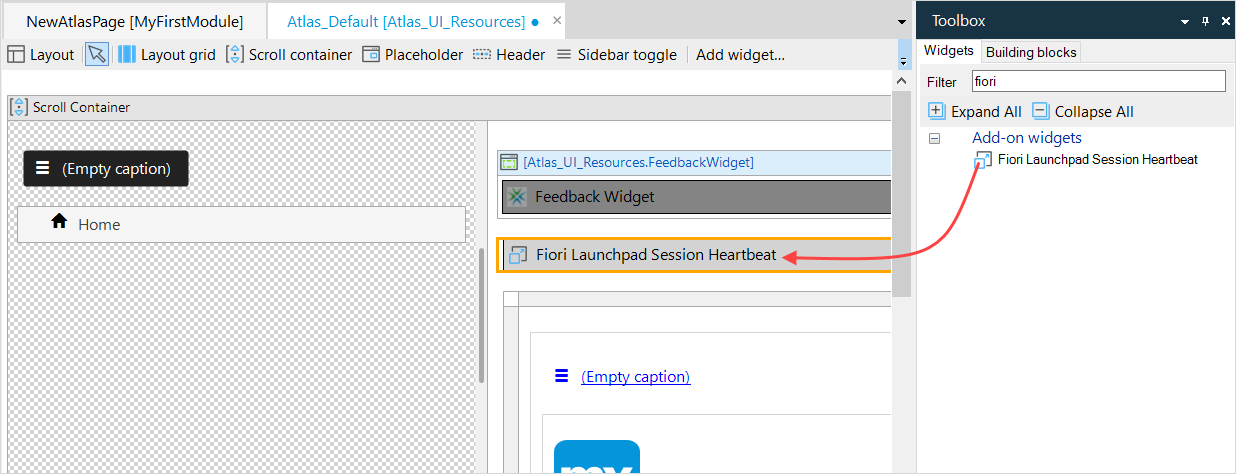 NewAtlasPage [MyFirstModule]
Atlas_Default [Atlas_UI_Resources]
Toolbox
Layout
Layout grid
Scroll container
Placeholder
Header
Sidebar toggle
Add widget...
Widgets
Building blocks
Filter
fiori
Expand All
Collapse All
Add-on widgets
Fiori Launchpad Session Heartbeat
Scroll Container
(Empty caption)
Home
[Atlas_UI_Resources.FeedbackWidget]
Feedback Widget
Fiori Launchpad Session Heartbeat
(Empty caption)